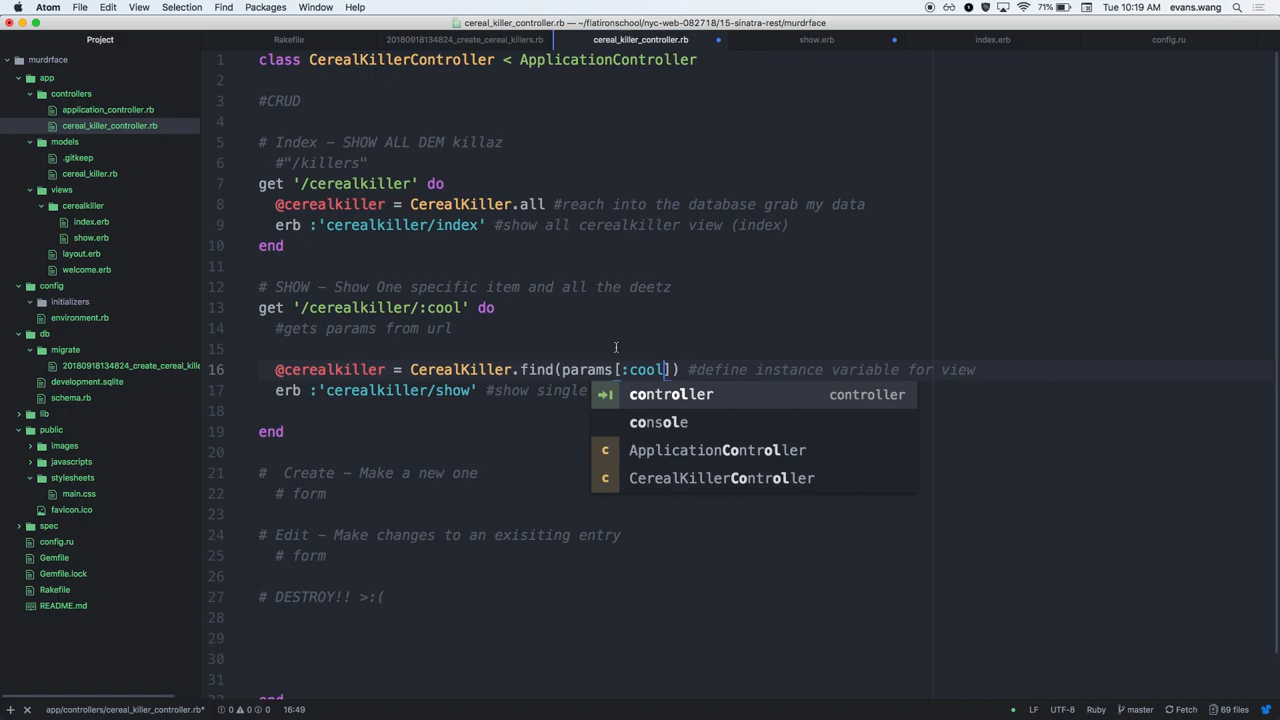 Atom File Edit View Selection Find Packages Window Help 71% Tue 10:19 AM evans.wang
cereal_killer_controller.rb — ~/flatironschool/nyc-web-082718/15-sinatra-rest/murdrface
Project Rakefile 20180918134824_create_cereal_killers.rb cereal_killer_controller.rb show.erb index.erb config.ru
murdrface
app
controllers
application_controller.rb
cereal_killer_controller.rb
models
.gitkeep
cereal_killer.rb
views
cerealkiller
index.erb
show.erb
layout.erb
welcome.erb
config
initializers
environment.rb
db
migrate
20180918134824_create_cereal_kille
development.sqlite
schema.rb
lib
public
images
javascripts
stylesheets
main.css
favicon.ico
spec
config.ru
Gemfile
Gemfile.lock
Rakefile
README.md
1 class CerealKillerController < ApplicationController
2
3 #CRUD
4
5 # Index - SHOW ALL DEM killaz
6 #"/killers"
7 get '/cerealkiller' do
8 @cerealkiller = CerealKiller.all #reach into the database grab my data
9 erb :'cerealkiller/index' #show all cerealkiller view (index)
10 end
11
12 # SHOW - Show One specific item and all the deetz
13 get '/cerealkiller/:cool' do
14 #gets params from url
15
16 @cerealkiller = CerealKiller.find(params[:cool]) #define instance variable for view
17 erb :'cerealkiller/show' #show single
18
19 end
20
21 # Create - Make a new one
22 # form
23
24 # Edit - Make changes to an exisiting entry
25 # form
26
27 # DESTROY!! >:(
28
29
30
31
32 end
controller controller
console
c ApplicationController
c CerealKillerController
app/controllers/cereal_killer_controller.rb* 0 0 0 16:49 LF UTF-8 Ruby master Fetch 69 files